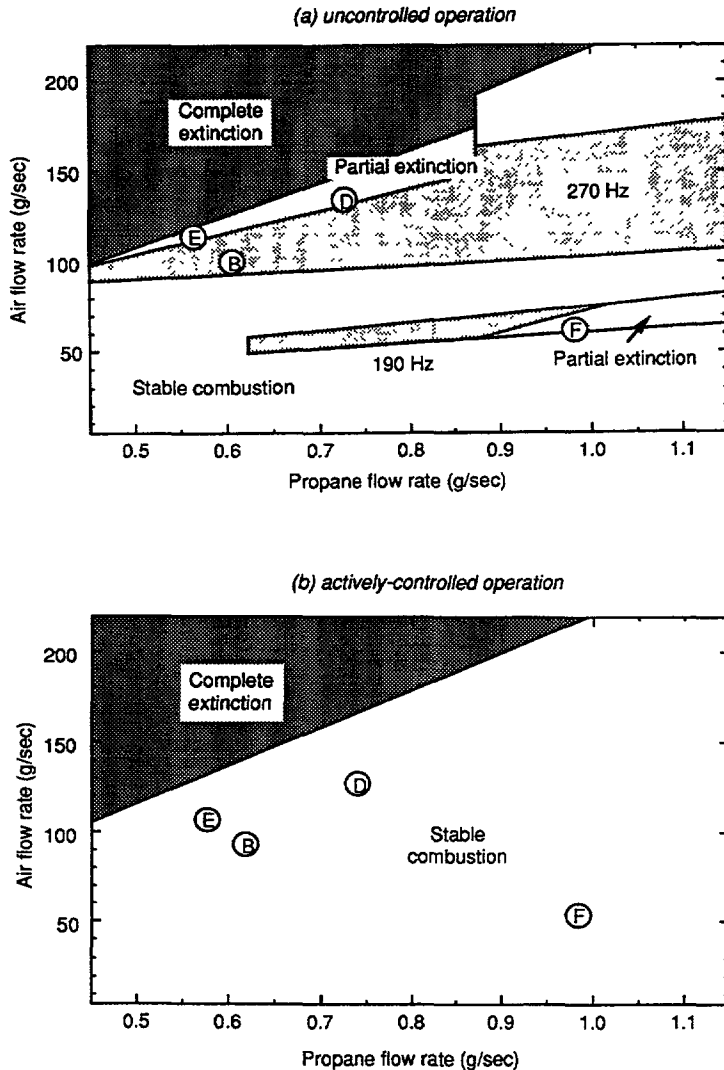 (a) uncontrolled operation
200
150
100
50
Air flow rate (g/sec)
Complete
extinction
Partial extinction
270 Hz
D
E
B
F
190 Hz
Partial extinction
Stable combustion
0.5 0.6 0.7 0.8 0.9 1.0 1.1
Propane flow rate (g/sec)
(b) actively-controlled operation
200
150
100
50
Air flow rate (g/sec)
Complete
extinction
D
E
B
Stable
combustion
F
0.5 0.6 0.7 0.8 0.9 1.0 1.1
Propane flow rate (g/sec)